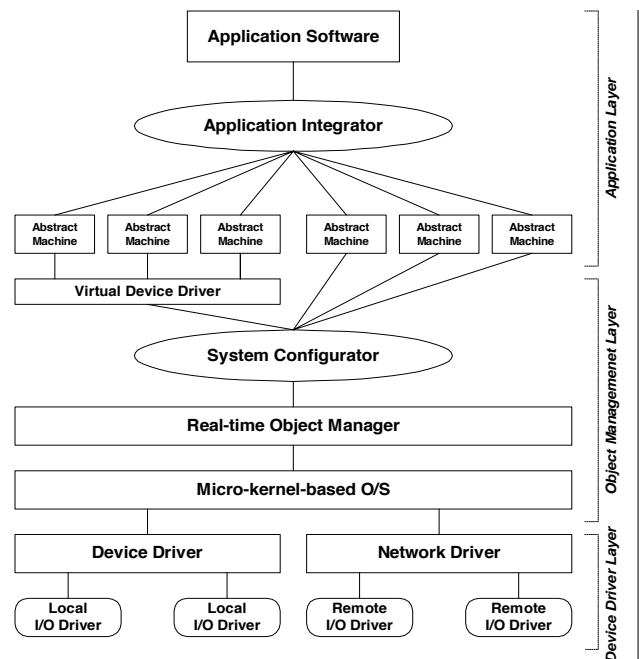 Application Software
Application Integrator
Abstract
Machine
Abstract
Machine
Abstract
Machine
Abstract
Machine
Abstract
Machine
Abstract
Machine
Virtual Device Driver
System Configurator
Real-time Object Manager
Micro-kernel-based O/S
Device Driver
Network Driver
Local
I/O Driver
Local
I/O Driver
Remote
I/O Driver
Remote
I/O Driver
Application Layer
Object Managemenet Layer
Device Driver Layer